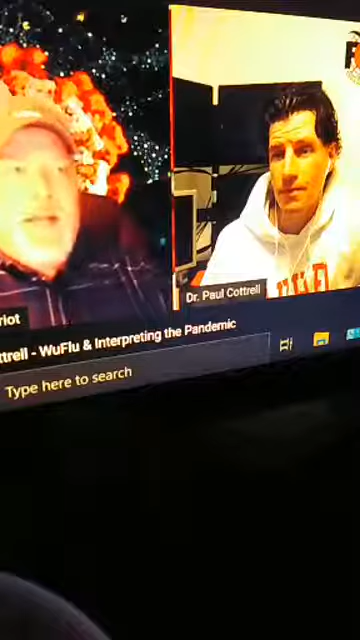 riot
Dr. Paul Cottrell
ttrell - WuFlu & Interpreting the Pandemic
Type here to search